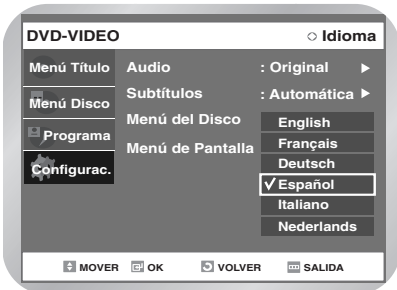 DVD-VIDEO Idioma
Menú Título
Menú Disco
Programa
Configurac.
Audio : Original
Subtítulos : Automática
Menú del Disco
Menú de Pantalla
English
Français
Deutsch
Español
Italiano
Nederlands
MOVER OK VOLVER SALIDA